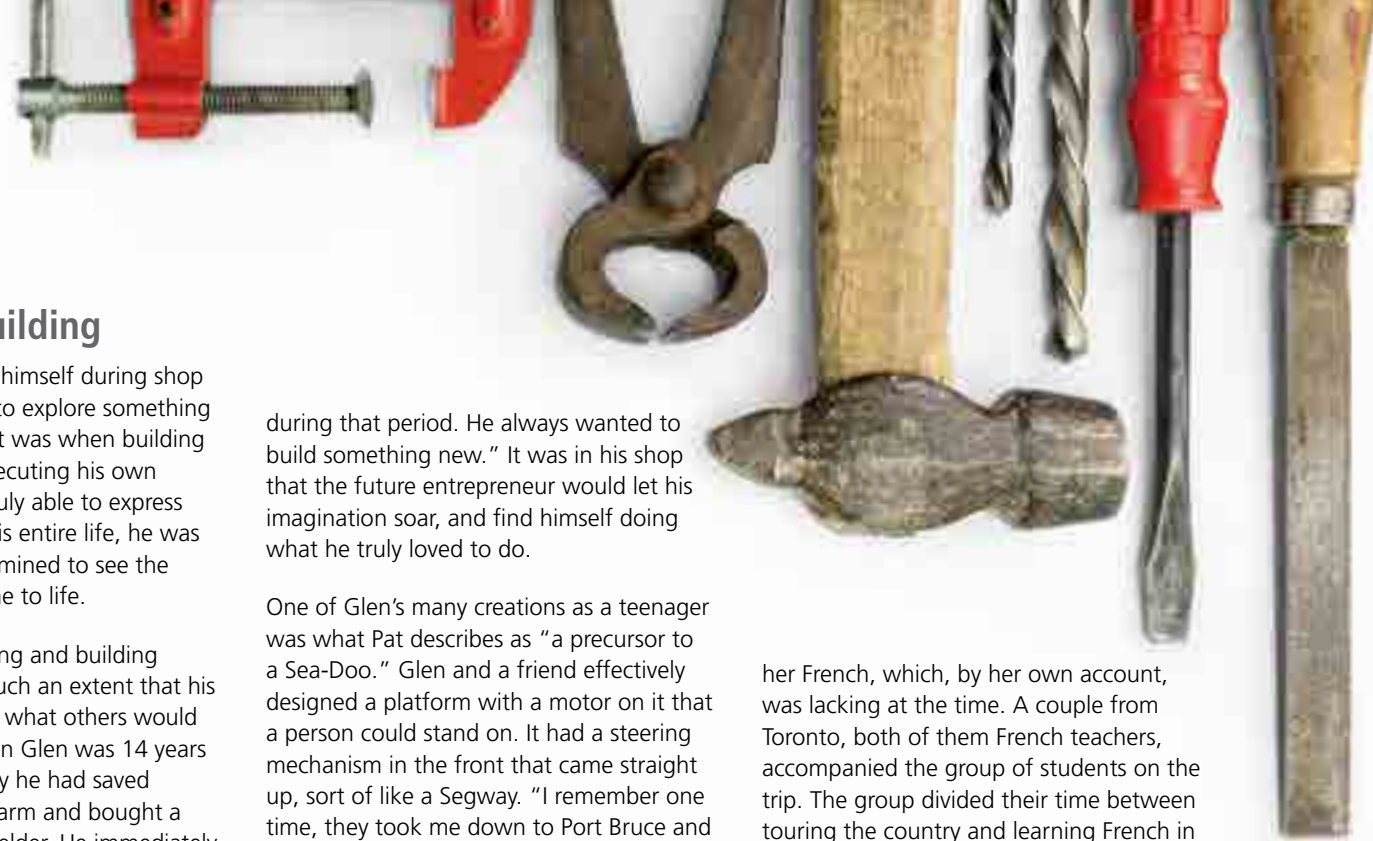 uilding
himself during shop
to explore something
t was when building
ecuting his own
uly able to express
is entire life, he was
mined to see the
e to life.
ng and building
uch an extent that his
what others would
n Glen was 14 years
y he had saved
arm and bought a
elder. He immediately
during that period. He always wanted to
build something new.” It was in his shop
that the future entrepreneur would let his
imagination soar, and find himself doing
what he truly loved to do.
One of Glen’s many creations as a teenager
was what Pat describes as “a precursor to
a Sea-Doo.” Glen and a friend effectively
designed a platform with a motor on it that
a person could stand on. It had a steering
mechanism in the front that came straight
up, sort of like a Segway. “I remember one
time, they took me down to Port Bruce and
her French, which, by her own account,
was lacking at the time. A couple from
Toronto, both of them French teachers,
accompanied the group of students on the
trip. The group divided their time between
touring the country and learning French in